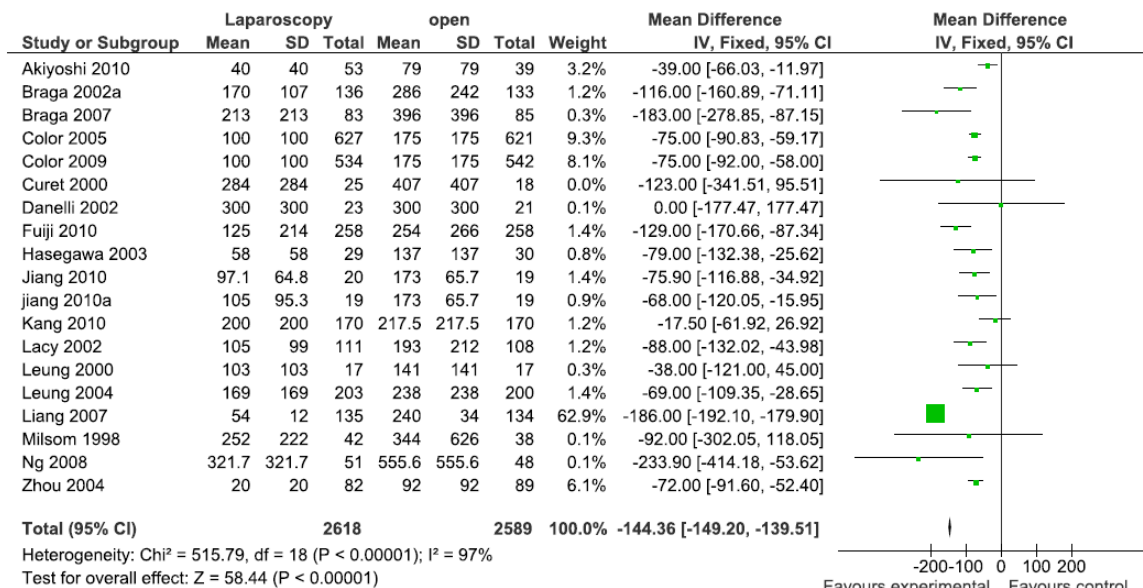 Laparoscopy open Mean Difference Mean Difference
Study or Subgroup Mean SD Total Mean SD Total Weight IV, Fixed, 95% CI IV, Fixed, 95% CI
Akiyoshi 2010 40 40 53 79 79 39 3.2% -39.00 [-66.03, -11.97]
Braga 2002a 170 107 136 286 242 133 1.2% -116.00 [-160.89, -71.11]
Braga 2007 213 213 83 396 396 85 0.3% -183.00 [-278.85, -87.15]
Color 2005 100 100 627 175 175 621 9.3% -75.00 [-90.83, -59.17]
Color 2009 100 100 534 175 175 542 8.1% -75.00 [-92.00, -58.00]
Curet 2000 284 284 25 407 407 18 0.0% -123.00 [-341.51, 95.51]
Danelli 2002 300 300 23 300 300 21 0.1% 0.00 [-177.47, 177.47]
Fuiji 2010 125 214 258 254 266 258 1.4% -129.00 [-170.66, -87.34]
Hasegawa 2003 58 58 29 137 137 30 0.8% -79.00 [-132.38, -25.62]
Jiang 2010 97.1 64.8 20 173 65.7 19 1.4% -75.90 [-116.88, -34.92]
jiang 2010a 105 95.3 19 173 65.7 19 0.9% -68.00 [-120.05, -15.95]
Kang 2010 200 200 170 217.5 217.5 170 1.2% -17.50 [-61.92, 26.92]
Lacy 2002 105 99 111 193 212 108 1.2% -88.00 [-132.02, -43.98]
Leung 2000 103 103 17 141 141 17 0.3% -38.00 [-121.00, 45.00]
Leung 2004 169 169 203 238 238 200 1.4% -69.00 [-109.35, -28.65]
Liang 2007 54 12 135 240 34 134 62.9% -186.00 [-192.10, -179.90]
Milsom 1998 252 222 42 344 626 38 0.1% -92.00 [-302.05, 118.05]
Ng 2008 321.7 321.7 51 555.6 555.6 48 0.1% -233.90 [-414.18, -53.62]
Zhou 2004 20 20 82 92 92 89 6.1% -72.00 [-91.60, -52.40]
Total (95% CI) 2618 2589 100.0% -144.36 [-149.20, -139.51]
Heterogeneity: Chi² = 515.79, df = 18 (P < 0.00001); I² = 97%
Test for overall effect: Z = 58.44 (P < 0.00001)
-200 -100 0 100 200
Favours experimental Favours control